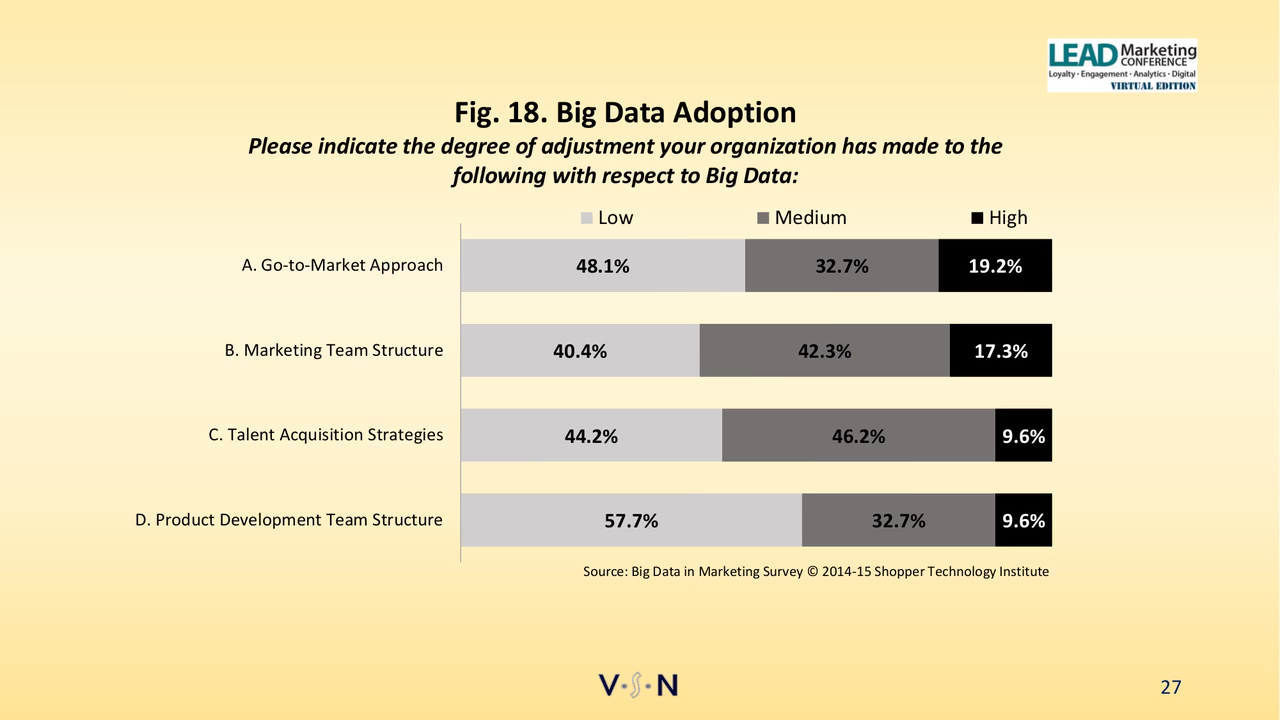 LEAD Marketing
CONFERENCE
Loyalty · Engagement · Analytics · Digital
VIRTUAL EDITION
Fig. 18. Big Data Adoption
Please indicate the degree of adjustment your organization has made to the
following with respect to Big Data:
Low Medium High
A. Go-to-Market Approach 48.1% 32.7% 19.2%
B. Marketing Team Structure 40.4% 42.3% 17.3%
C. Talent Acquisition Strategies 44.2% 46.2% 9.6%
D. Product Development Team Structure 57.7% 32.7% 9.6%
Source: Big Data in Marketing Survey © 2014-15 Shopper Technology Institute
V·S·N
27